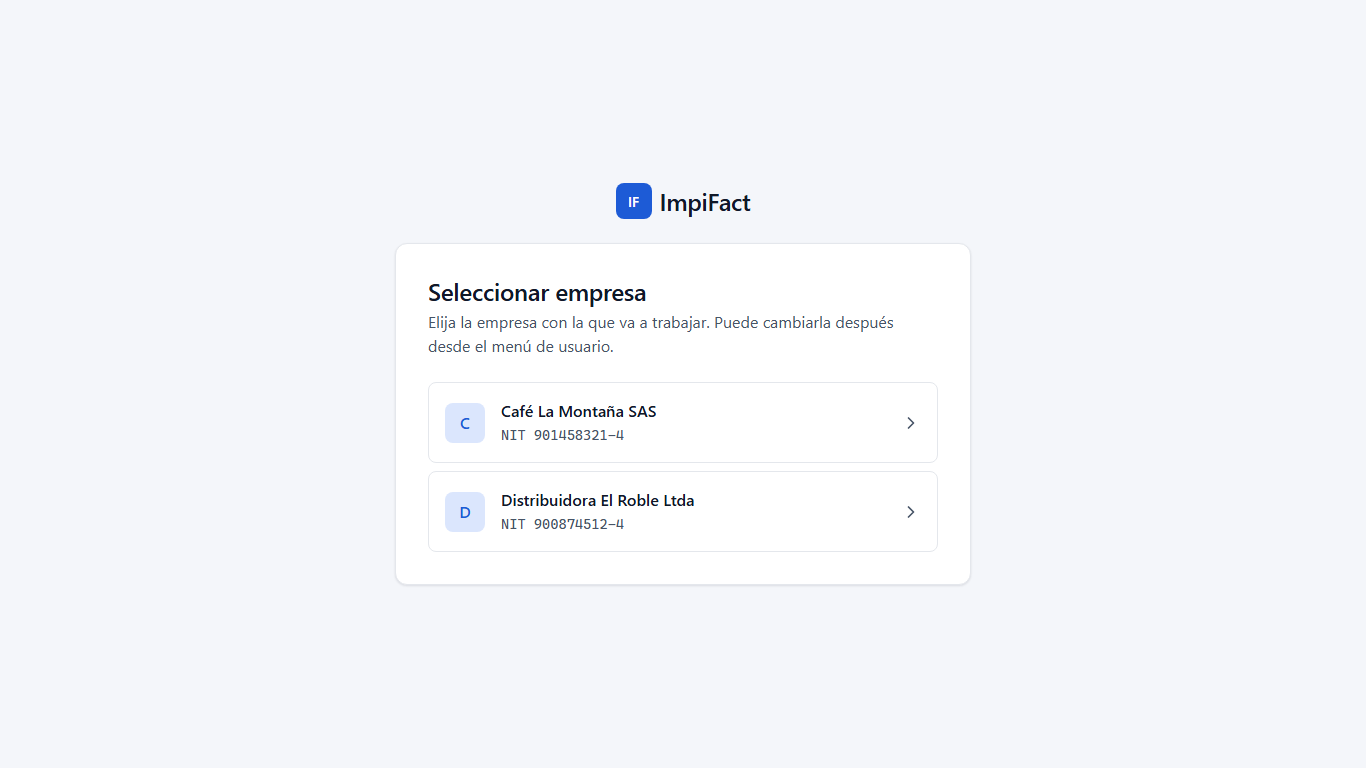 IF ImpiFact
Seleccionar empresa
Elija la empresa con la que va a trabajar. Puede cambiarla después
desde el menú de usuario.
C
Café La Montaña SAS
NIT 901458321-4
D
Distribuidora El Roble Ltda
NIT 900874512-4